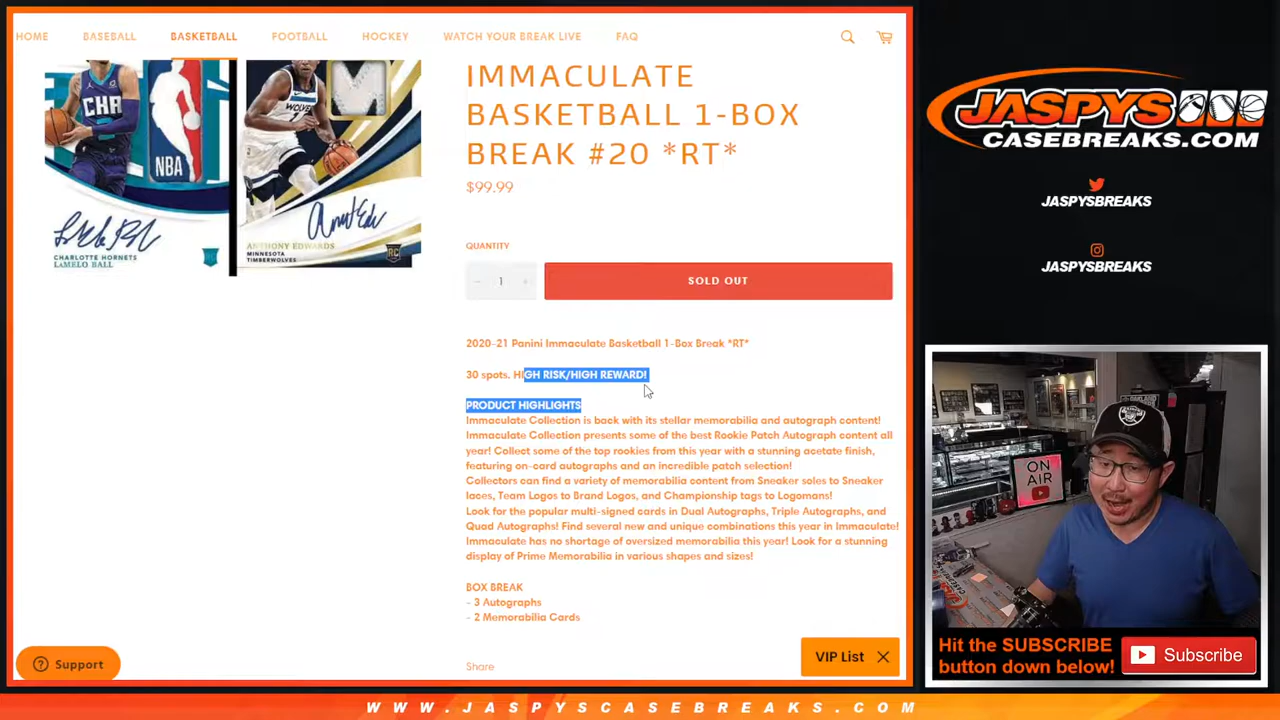 HOME BASEBALL BASKETBALL FOOTBALL HOCKEY WATCH YOUR BREAK LIVE FAQ
CHA
NBA
CHARLOTTE HORNETS
LAMELO BALL
WOLVES
ANTHONY EDWARDS
MINNESOTA
TIMBERWOLVES
RC
IMMACULATE
BASKETBALL 1-BOX
BREAK #20 *RT*
$99.99
QUANTITY
− 1 +
SOLD OUT
2020-21 Panini Immaculate Basketball 1-Box Break *RT*
30 spots. HIGH RISK/HIGH REWARD!
PRODUCT HIGHLIGHTS
Immaculate Collection is back with its stellar memorabilia and autograph content!
Immaculate Collection presents some of the best Rookie Patch Autograph content all
year! Collect some of the top rookies from this year with a stunning acetate finish,
featuring on-card autographs and an incredible patch selection!
Collectors can find a variety of memorabilia content from Sneaker soles to Sneaker
laces, Team Logos to Brand Logos, and Championship tags to Logomans!
Look for the popular multi-signed cards in Dual Autographs, Triple Autographs, and
Quad Autographs! Find several new and unique combinations this year in Immaculate!
Immaculate has no shortage of oversized memorabilia this year! Look for a stunning
display of Prime Memorabilia in various shapes and sizes!
BOX BREAK
- 3 Autographs
- 2 Memorabilia Cards
Share
Support
VIP List
JASPYS
CASEBREAKS.COM
JASPYSBREAKS
JASPYSBREAKS
ON
AIR
RAIDERS
Hit the SUBSCRIBE
button down below!
Subscribe
WWW.JASPYSCASEBREAKS.COM